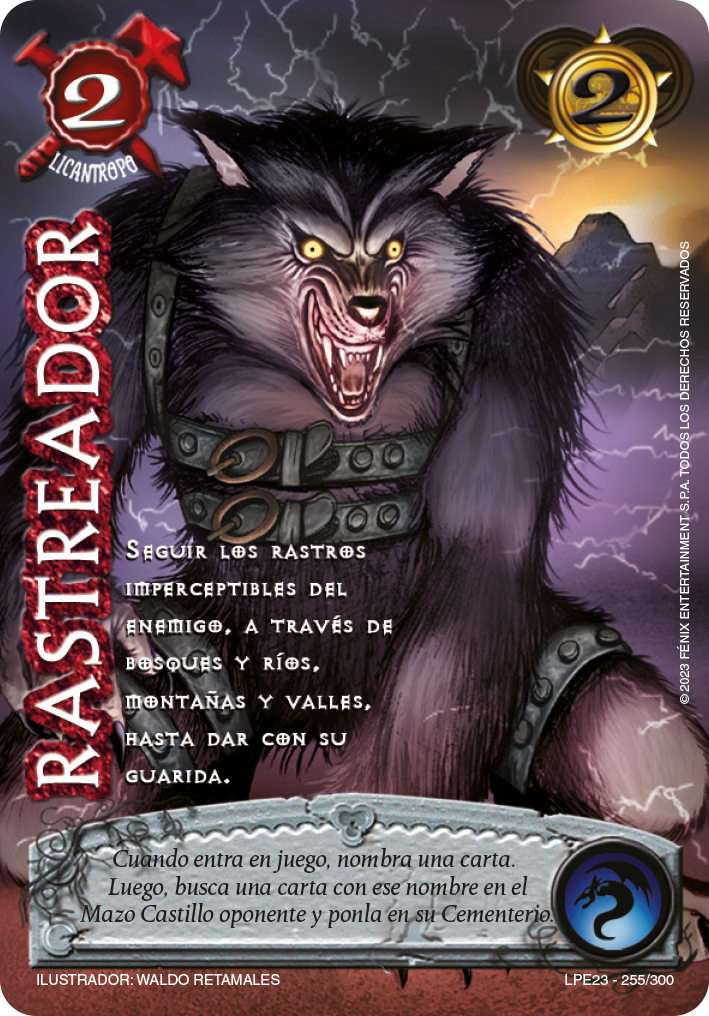 2
LICANTROPO
2
RASTREADOR
Seguir los rastros
imperceptibles del
enemigo, a través de
bosques y ríos,
montañas y valles,
hasta dar con su
guarida.
Cuando entra en juego, nombra una carta.
Luego, busca una carta con ese nombre en el
Mazo Castillo oponente y ponla en su Cementerio.
©2023 FÉNIX ENTERTAINMENT S.P.A. TODOS LOS DERECHOS RESERVADOS
ILUSTRADOR: WALDO RETAMALES
LPE23 - 255/300